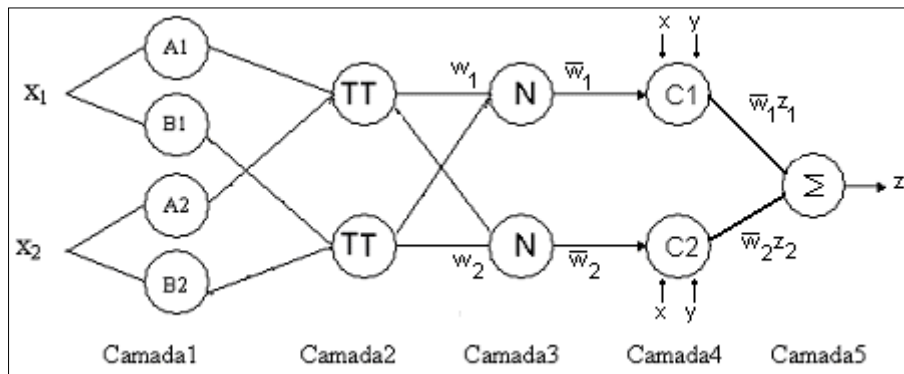 x y
A1
X₁ TT w₁ N w̅₁ C1 w̅₁z₁
B1
Σ z
A2
X₂ TT w₂ N w̅₂ C2 w̅₂z₂
B2
x y
Camada1 Camada2 Camada3 Camada4 Camada5